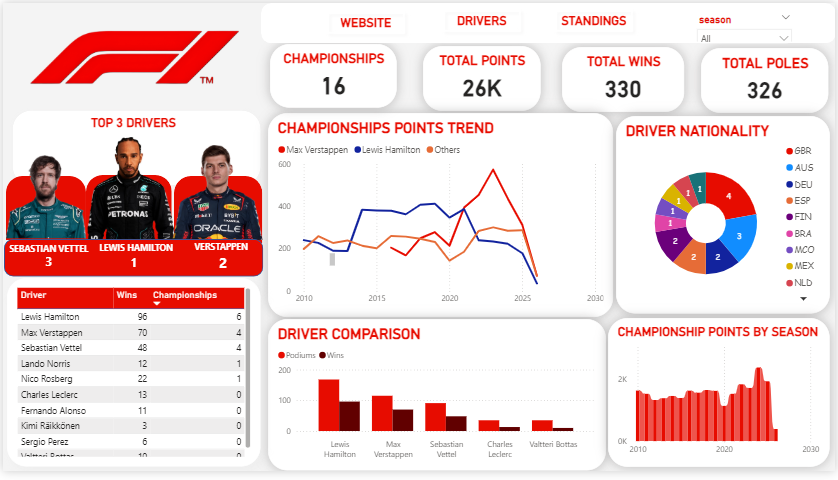 WEBSITE
DRIVERS
STANDINGS
season
All
TM
CHAMPIONSHIPS
16
TOTAL POINTS
26K
TOTAL WINS
330
TOTAL POLES
326
TOP 3 DRIVERS
PETRONAS
ORACLE
SEBASTIAN VETTEL
3
LEWIS HAMILTON
1
VERSTAPPEN
2
Driver Wins Championships
Lewis Hamilton 96 6
Max Verstappen 70 4
Sebastian Vettel 48 4
Lando Norris 12 1
Nico Rosberg 22 1
Charles Leclerc 13 0
Fernando Alonso 11 0
Kimi Räikkönen 3 0
Sergio Perez 6 0
Valtteri Bottas 10 0
CHAMPIONSHIPS POINTS TREND
Max Verstappen Lewis Hamilton Others
600
400
200
0
2010 2015 2020 2025 2030
DRIVER NATIONALITY
4
3
2
2
2
1
1
1
1
1
GBR
AUS
DEU
ESP
FIN
BRA
MCO
MEX
NLD
DRIVER COMPARISON
Podiums Wins
200
100
0
Lewis Hamilton
Max Verstappen
Sebastian Vettel
Charles Leclerc
Valtteri Bottas
CHAMPIONSHIP POINTS BY SEASON
2K
0K
2010 2020 2030